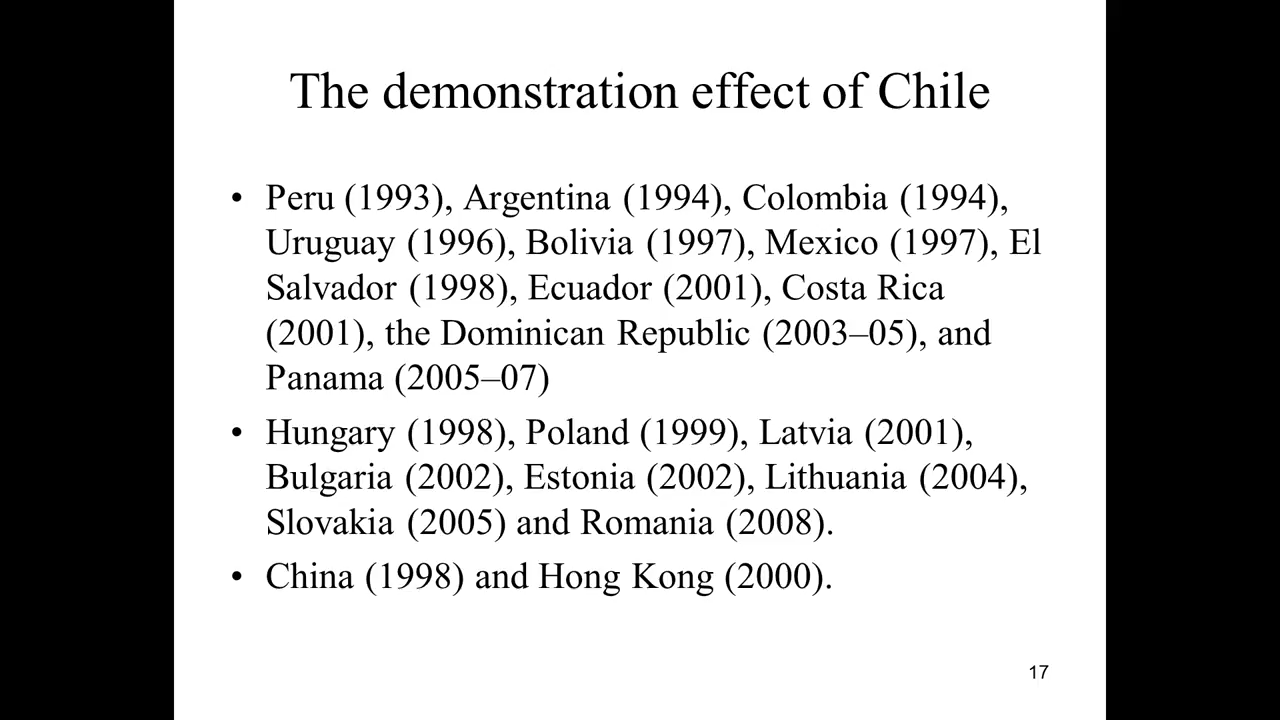 The demonstration effect of Chile
• Peru (1993), Argentina (1994), Colombia (1994),
Uruguay (1996), Bolivia (1997), Mexico (1997), El
Salvador (1998), Ecuador (2001), Costa Rica
(2001), the Dominican Republic (2003–05), and
Panama (2005–07)
• Hungary (1998), Poland (1999), Latvia (2001),
Bulgaria (2002), Estonia (2002), Lithuania (2004),
Slovakia (2005) and Romania (2008).
• China (1998) and Hong Kong (2000).
17